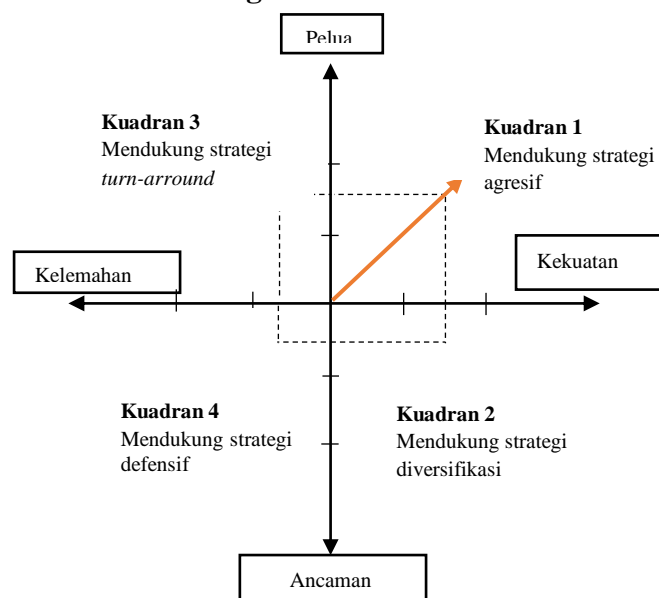 Pelua
Kuadran 3
Mendukung strategi
turn-arround
Kuadran 1
Mendukung strategi
agresif
Kelemahan
Kekuatan
Kuadran 4
Mendukung strategi
defensif
Kuadran 2
Mendukung strategi
diversifikasi
Ancaman